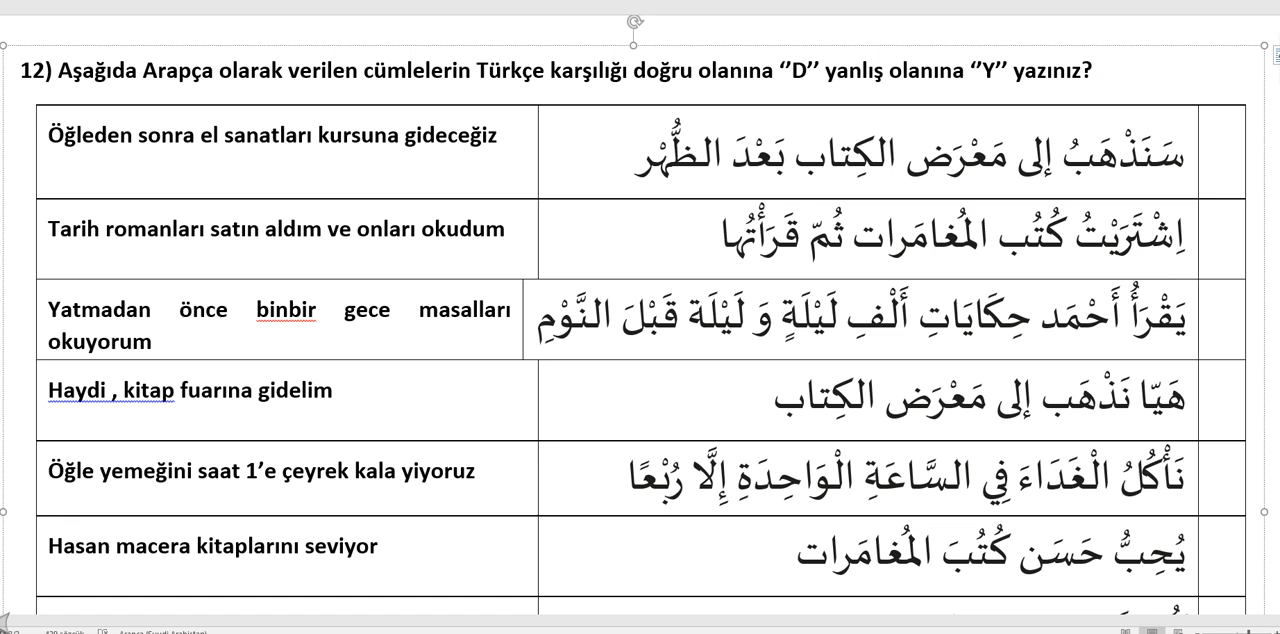 12) Aşağıda Arapça olarak verilen cümlelerin Türkçe karşılığı doğru olanına ‘’D’’ yanlış olanına ‘’Y’’ yazınız?
Öğleden sonra el sanatları kursuna gideceğiz
سَنَذْهَبُ إلى مَعْرَض الكِتاب بَعْدَ الظُّهْر
Tarih romanları satın aldım ve onları okudum
اِشْتَرَيْتُ كُتُب المُغامَرات ثُمّ قَرَأْتُها
Yatmadan önce binbir gece masalları
okuyorum
يَقْرَأُ أَحْمَد حِكَايَاتِ أَلْفِ لَيْلَةٍ وَ لَيْلَة قَبْلَ النَّوْمِ
Haydi , kitap fuarına gidelim
هَيّا نَذْهَب إلى مَعْرَض الكِتاب
Öğle yemeğini saat 1’e çeyrek kala yiyoruz
نَأْكُلُ الْغَدَاءَ فِي السَّاعَةِ الْوَاحِدَةِ إِلَّا رُبْعًا
Hasan macera kitaplarını seviyor
يُحِبُّ حَسَن كُتُبَ المُغامَرات